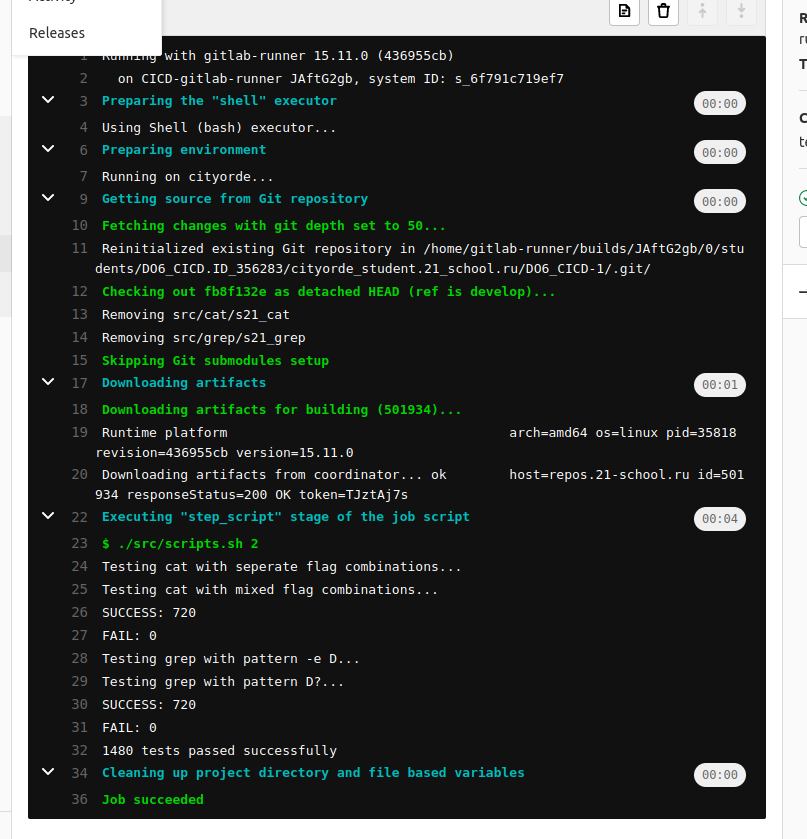 Activity
Releases
1 Running with gitlab-runner 15.11.0 (436955cb)
2 on CICD-gitlab-runner JAftG2gb, system ID: s_6f791c719ef7
3 Preparing the "shell" executor 00:00
4 Using Shell (bash) executor...
6 Preparing environment 00:00
7 Running on cityorde...
9 Getting source from Git repository 00:00
10 Fetching changes with git depth set to 50...
11 Reinitialized existing Git repository in /home/gitlab-runner/builds/JAftG2gb/0/stu
dents/DO6_CICD.ID_356283/cityorde_student.21_school.ru/DO6_CICD-1/.git/
12 Checking out fb8f132e as detached HEAD (ref is develop)...
13 Removing src/cat/s21_cat
14 Removing src/grep/s21_grep
15 Skipping Git submodules setup
17 Downloading artifacts 00:01
18 Downloading artifacts for building (501934)...
19 Runtime platform arch=amd64 os=linux pid=35818
revision=436955cb version=15.11.0
20 Downloading artifacts from coordinator... ok host=repos.21-school.ru id=501
934 responseStatus=200 OK token=TJztAj7s
22 Executing "step_script" stage of the job script 00:04
23 $ ./src/scripts.sh 2
24 Testing cat with seperate flag combinations...
25 Testing cat with mixed flag combinations...
26 SUCCESS: 720
27 FAIL: 0
28 Testing grep with pattern -e D...
29 Testing grep with pattern D?...
30 SUCCESS: 720
31 FAIL: 0
32 1480 tests passed successfully
34 Cleaning up project directory and file based variables 00:00
36 Job succeeded